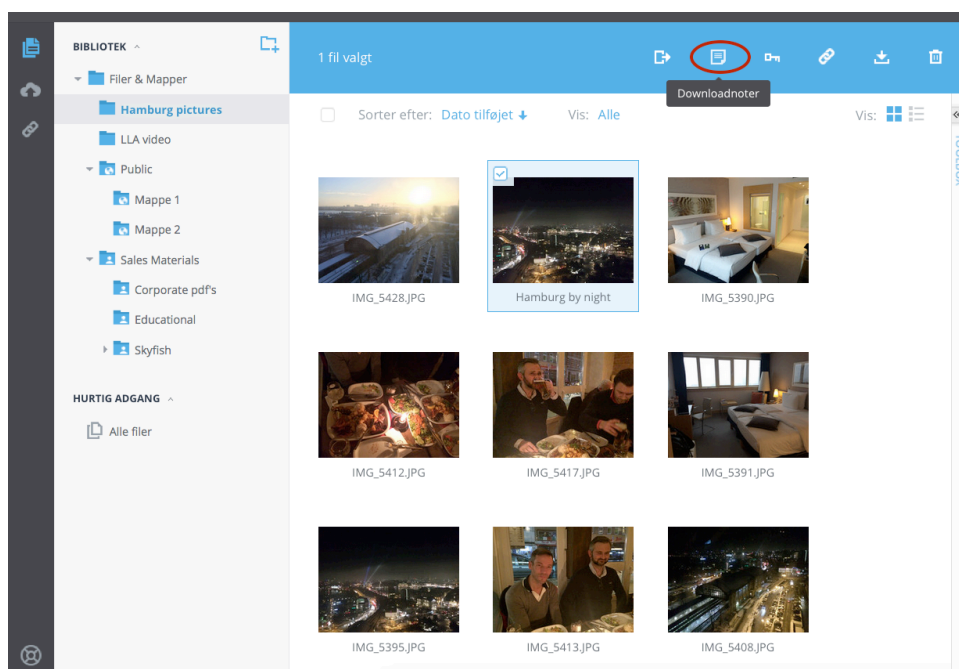 BIBLIOTEK
Filer & Mapper
Hamburg pictures
LLA video
Public
Mappe 1
Mappe 2
Sales Materials
Corporate pdf's
Educational
Skyfish
HURTIG ADGANG
Alle filer
1 fil valgt
Downloadnoter
Sorter efter: Dato tilføjet Vis: Alle Vis:
TOOLBOX
IMG_5428.JPG Hamburg by night IMG_5390.JPG
IMG_5412.JPG IMG_5417.JPG IMG_5391.JPG
IMG_5395.JPG IMG_5413.JPG IMG_5408.JPG